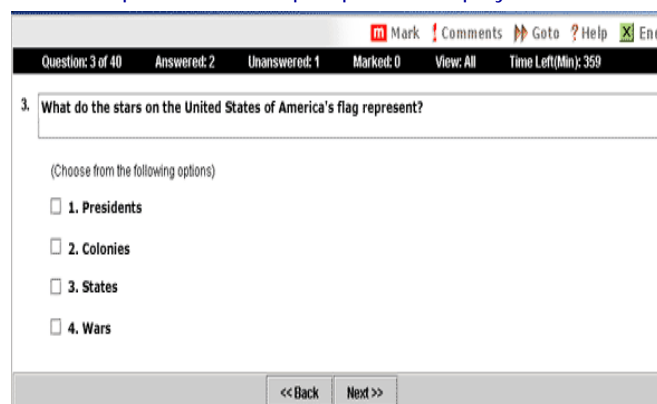 m Mark ! Comments Goto ? Help X En
Question: 3 of 40 Answered: 2 Unanswered: 1 Marked: 0 View: All Time Left(Min): 359
3. What do the stars on the United States of America's flag represent?
(Choose from the following options)
1. Presidents
2. Colonies
3. States
4. Wars
<< Back Next >>